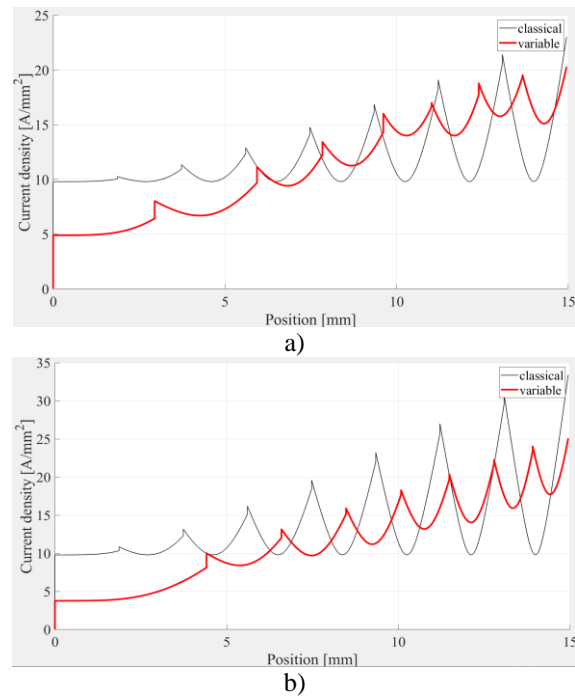 Current density [A/mm²]
25
20
15
10
5
0
classical
variable
0 5 10 15
Position [mm]
a)
Current density [A/mm²]
35
30
25
20
15
10
5
0
classical
variable
0 5 10 15
Position [mm]
b)